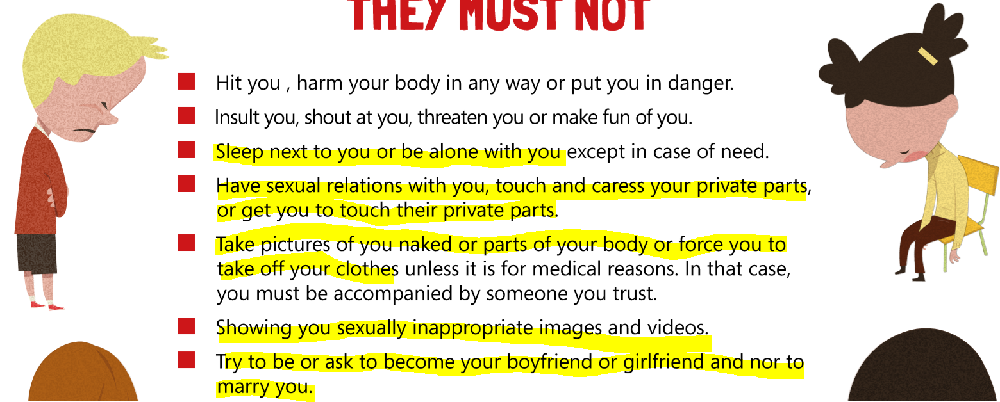 THEY MUST NOT
Hit you , harm your body in any way or put you in danger.
Insult you, shout at you, threaten you or make fun of you.
Sleep next to you or be alone with you except in case of need.
Have sexual relations with you, touch and caress your private parts,
or get you to touch their private parts.
Take pictures of you naked or parts of your body or force you to
take off your clothes unless it is for medical reasons. In that case,
you must be accompanied by someone you trust.
Showing you sexually inappropriate images and videos.
Try to be or ask to become your boyfriend or girlfriend and nor to
marry you.